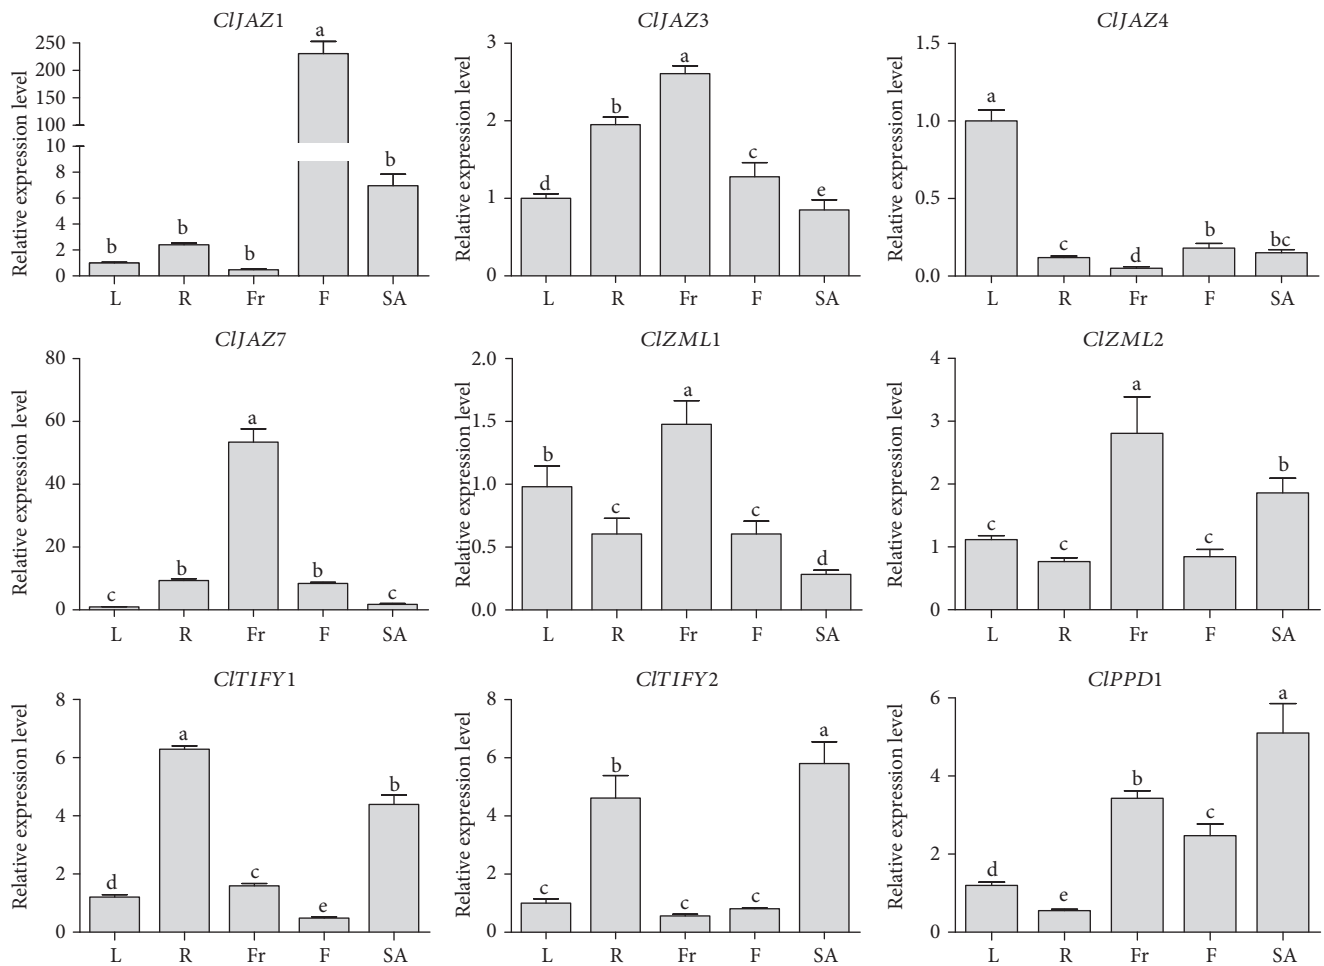 ClJAZ1
Relative expression level
250
200
150
100
10
8
6
4
2
0
b
b
b
a
b
L R Fr F SA
ClJAZ3
Relative expression level
3
2
1
0
d
b
a
c
e
L R Fr F SA
ClJAZ4
Relative expression level
1.5
1.0
0.5
0.0
a
c
d
b
bc
L R Fr F SA
ClJAZ7
Relative expression level
80
60
40
20
0
c
b
a
b
c
L R Fr F SA
ClZML1
Relative expression level
2.0
1.5
1.0
0.5
0.0
b
c
a
c
d
L R Fr F SA
ClZML2
Relative expression level
4
3
2
1
0
c
c
a
c
b
L R Fr F SA
ClTIFY1
Relative expression level
8
6
4
2
0
d
a
c
e
b
L R Fr F SA
ClTIFY2
Relative expression level
8
6
4
2
0
c
b
c
c
a
L R Fr F SA
ClPPD1
Relative expression level
6
4
2
0
d
e
b
c
a
L R Fr F SA